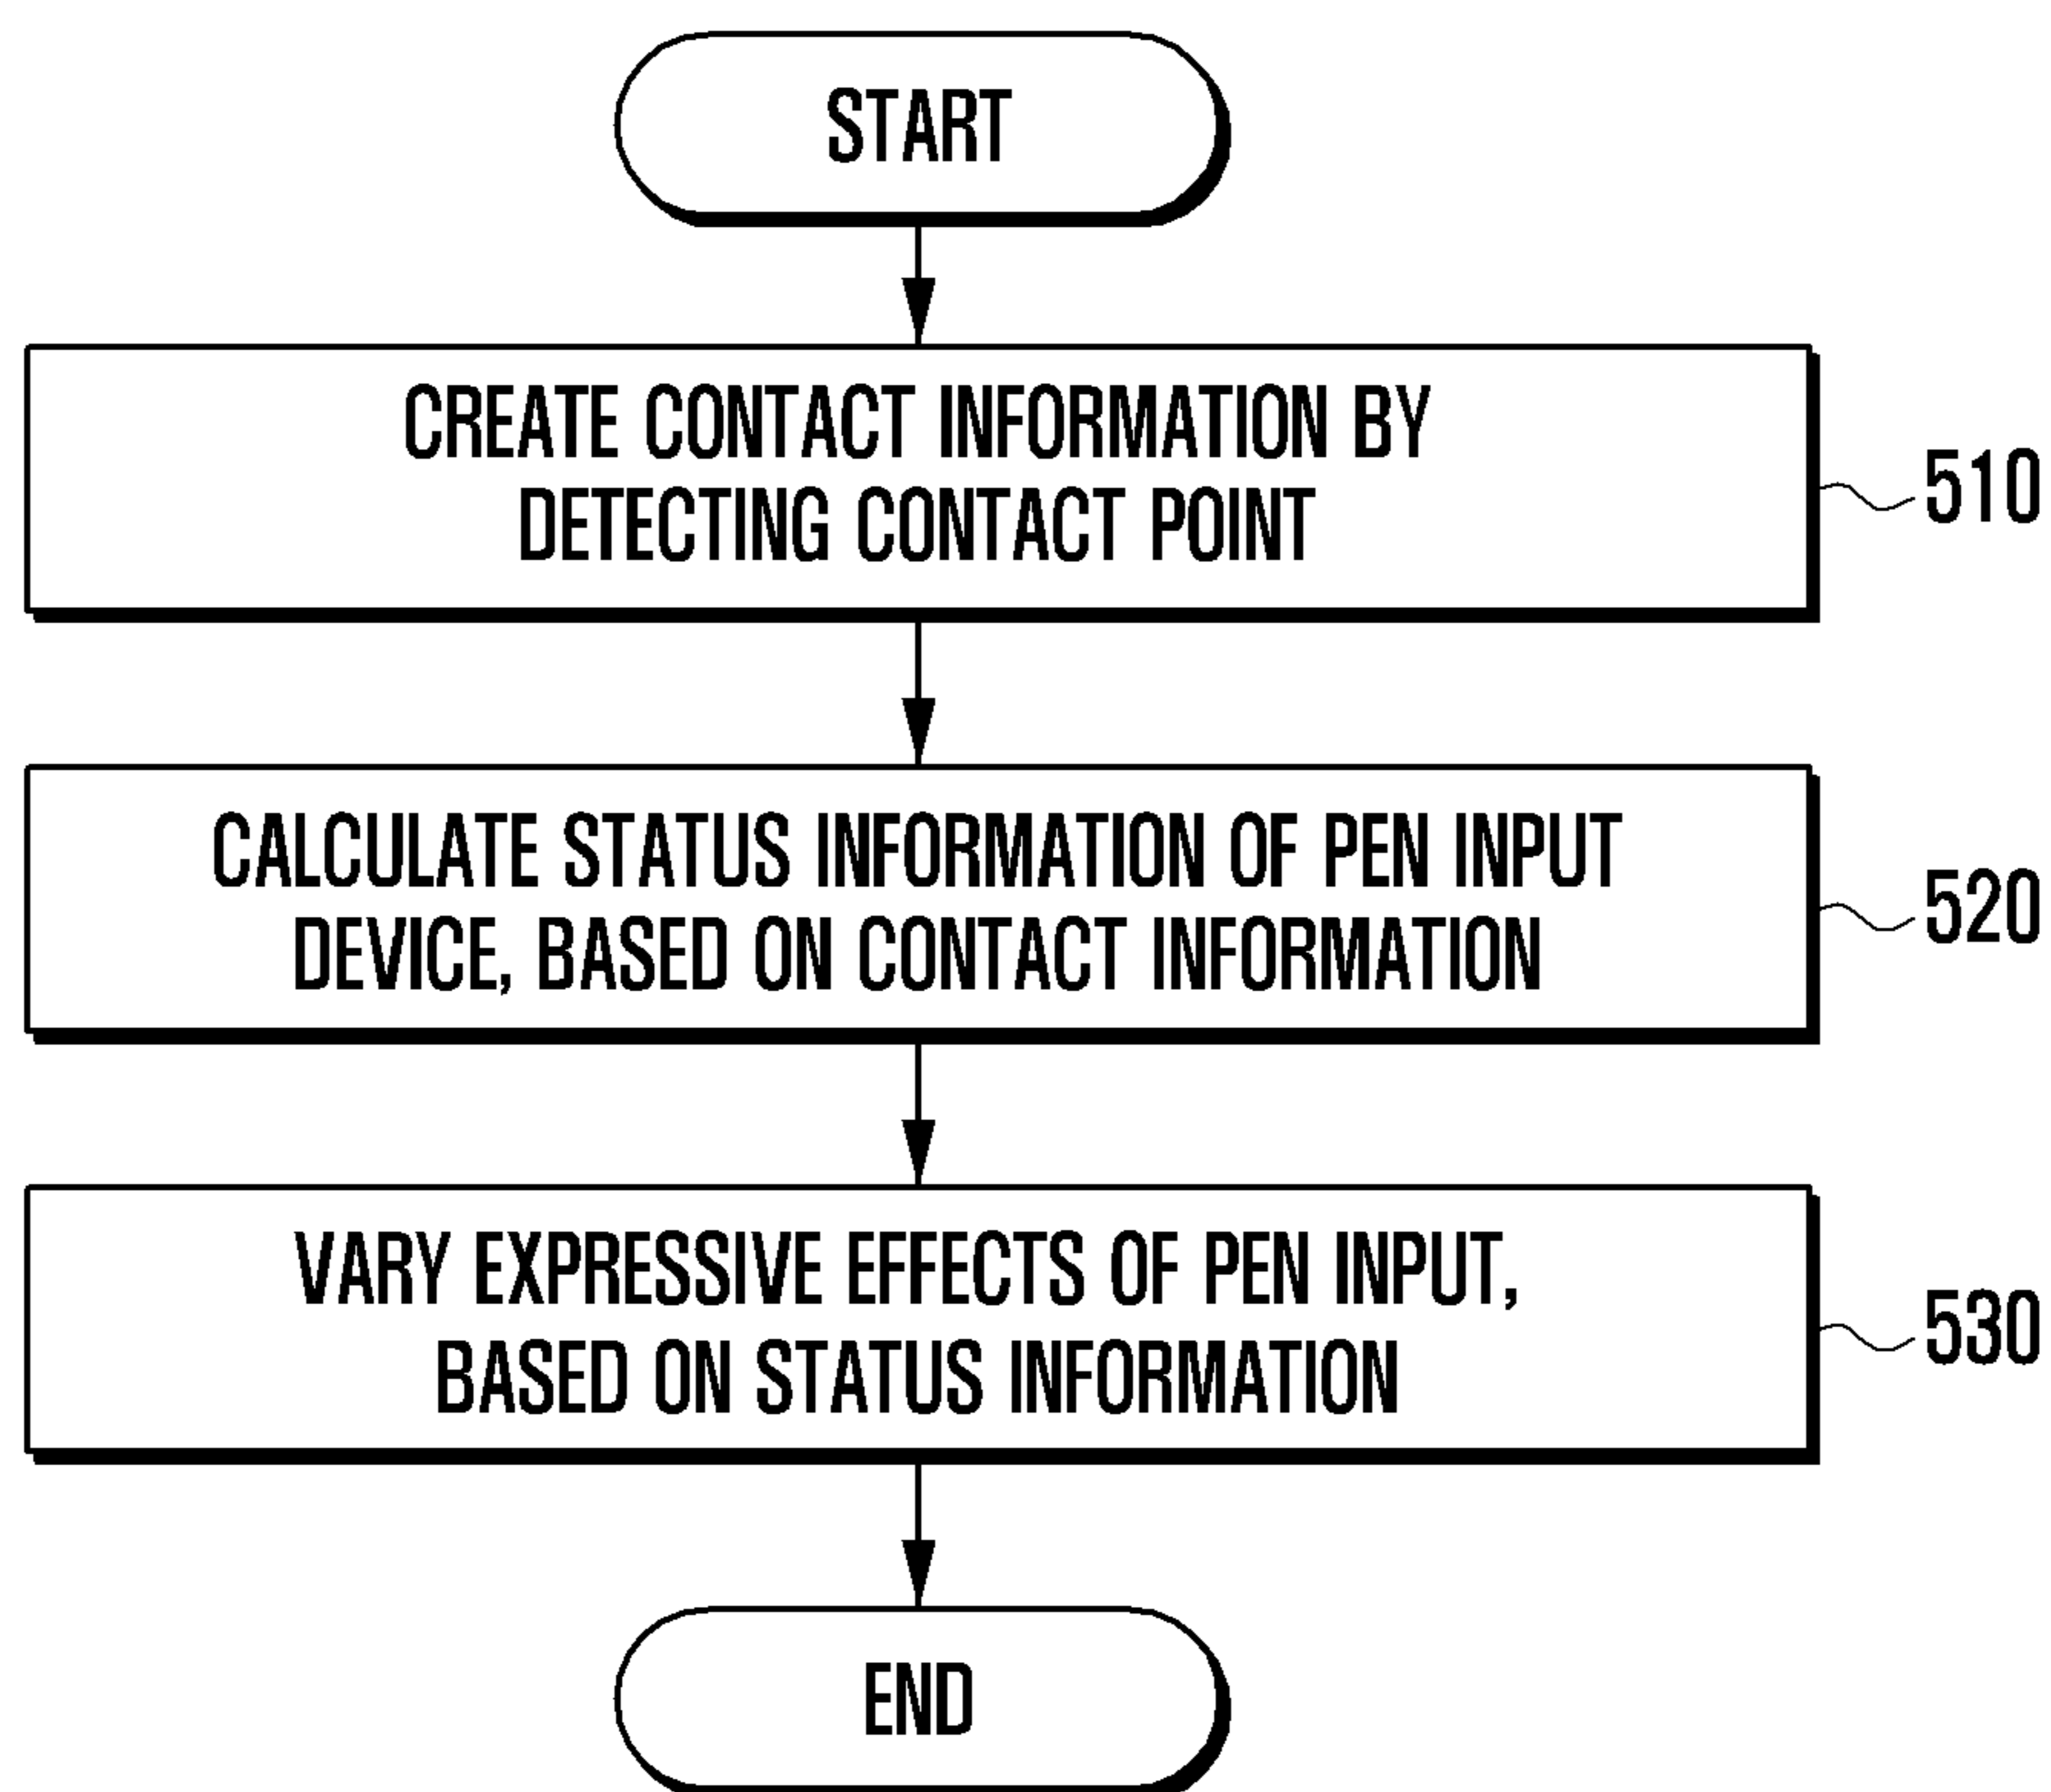 START
CREATE CONTACT INFORMATION BY
DETECTING CONTACT POINT
510
CALCULATE STATUS INFORMATION OF PEN INPUT
DEVICE, BASED ON CONTACT INFORMATION
520
VARY EXPRESSIVE EFFECTS OF PEN INPUT,
BASED ON STATUS INFORMATION
530
END